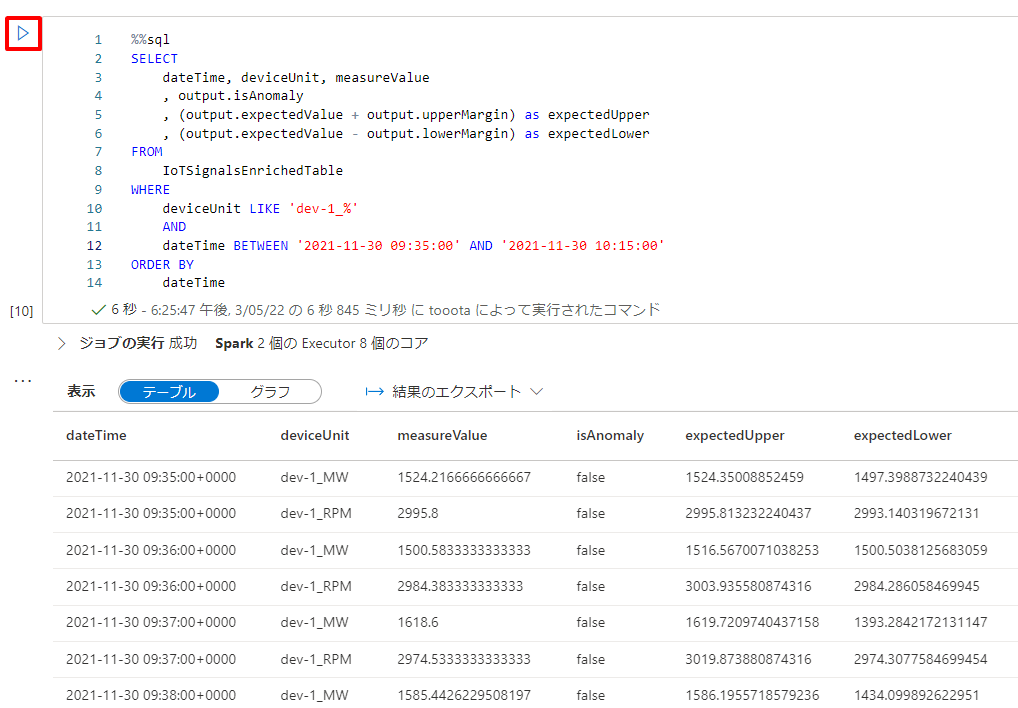 1 %%sql
2 SELECT
3 dateTime, deviceUnit, measureValue
4 , output.isAnomaly
5 , (output.expectedValue + output.upperMargin) as expectedUpper
6 , (output.expectedValue - output.lowerMargin) as expectedLower
7 FROM
8 IoTSignalsEnrichedTable
9 WHERE
10 deviceUnit LIKE 'dev-1_%'
11 AND
12 dateTime BETWEEN '2021-11-30 09:35:00' AND '2021-11-30 10:15:00'
13 ORDER BY
14 dateTime
[10] 6 秒 - 6:25:47 午後, 3/05/22 の 6 秒 845 ミリ秒 に tooota によって実行されたコマンド
ジョブの実行 成功 Spark 2 個の Executor 8 個のコア
表示 テーブル グラフ 結果のエクスポート
dateTime deviceUnit measureValue isAnomaly expectedUpper expectedLower
2021-11-30 09:35:00+0000 dev-1_MW 1524.2166666666667 false 1524.35008852459 1497.3988732240439
2021-11-30 09:35:00+0000 dev-1_RPM 2995.8 false 2995.813232240437 2993.140319672131
2021-11-30 09:36:00+0000 dev-1_MW 1500.5833333333333 false 1516.5670071038253 1500.5038125683059
2021-11-30 09:36:00+0000 dev-1_RPM 2984.383333333333 false 3003.935580874316 2984.286058469945
2021-11-30 09:37:00+0000 dev-1_MW 1618.6 false 1619.7209740437158 1393.2842172131147
2021-11-30 09:37:00+0000 dev-1_RPM 2974.5333333333333 false 3019.873880874316 2974.3077584699454
2021-11-30 09:38:00+0000 dev-1_MW 1585.4426229508197 false 1586.1955718579236 1434.099892622951